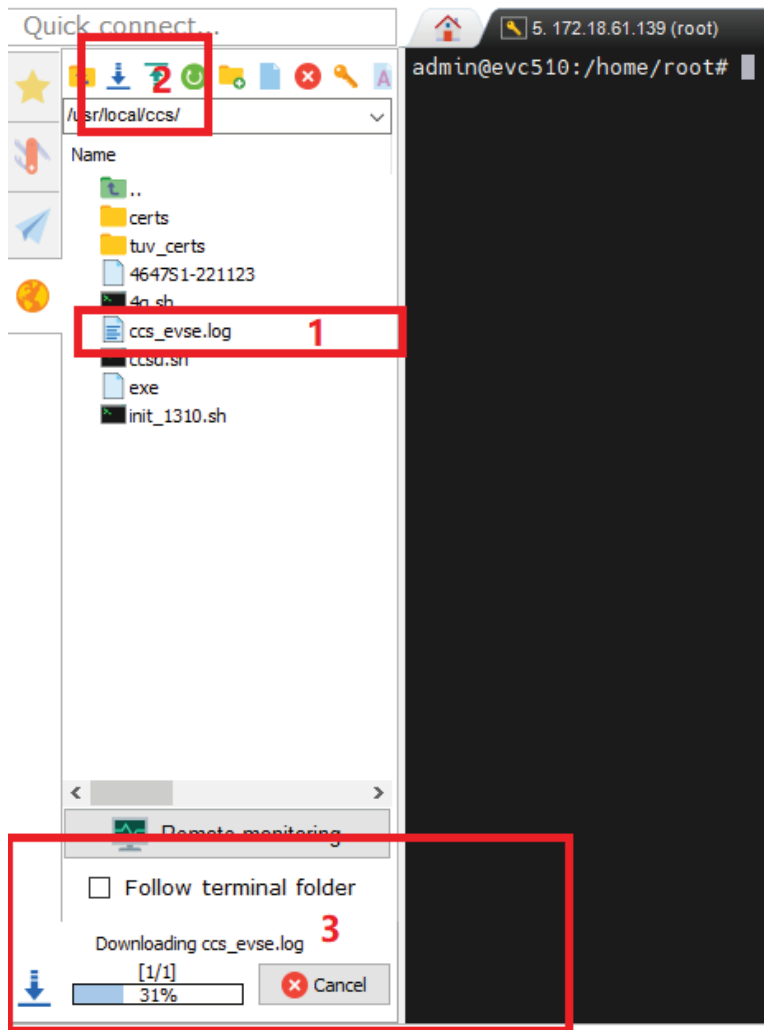 Quick connect...
5. 172.18.61.139 (root)
2
A
admin@evc510:/home/root#
/usr/local/ccs/
Name
..
certs
tuv_certs
4647S1-221123
4g.sh
ccs_evse.log
1
ccsd.sh
exe
init_1310.sh
Remote monitoring
Follow terminal folder
3
Downloading ccs_evse.log
[1/1]
31%
Cancel